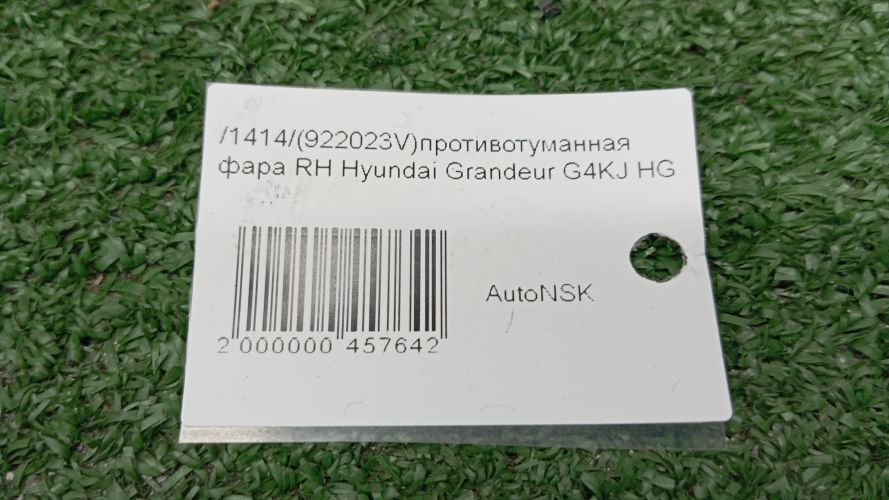 /1414/(922023V)противотуманная
фара RH Hyundai Grandeur G4KJ HG
AutoNSK
2 000000 457642